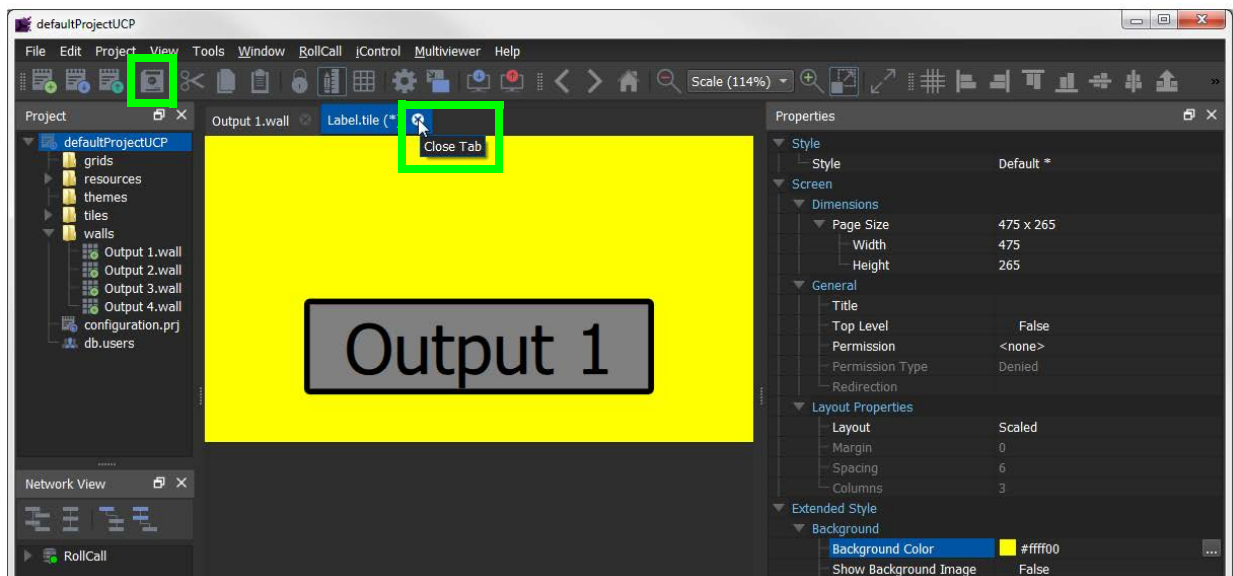 defaultProjectUCP
File Edit Project View Tools Window RollCall iControl Multiviewer Help
Scale (114%)
»
Project
defaultProjectUCP
grids
resources
themes
tiles
walls
Output 1.wall
Output 2.wall
Output 3.wall
Output 4.wall
configuration.prj
db.users
Network View
RollCall
Output 1.wall Label.tile (*
Close Tab
Output 1
Properties
Style
Style Default *
Screen
Dimensions
Page Size 475 x 265
Width 475
Height 265
General
Title
Top Level False
Permission <none>
Permission Type Denied
Redirection
Layout Properties
Layout Scaled
Margin 0
Spacing 6
Columns 3
Extended Style
Background
Background Color #ffff00 ...
Show Background Image False